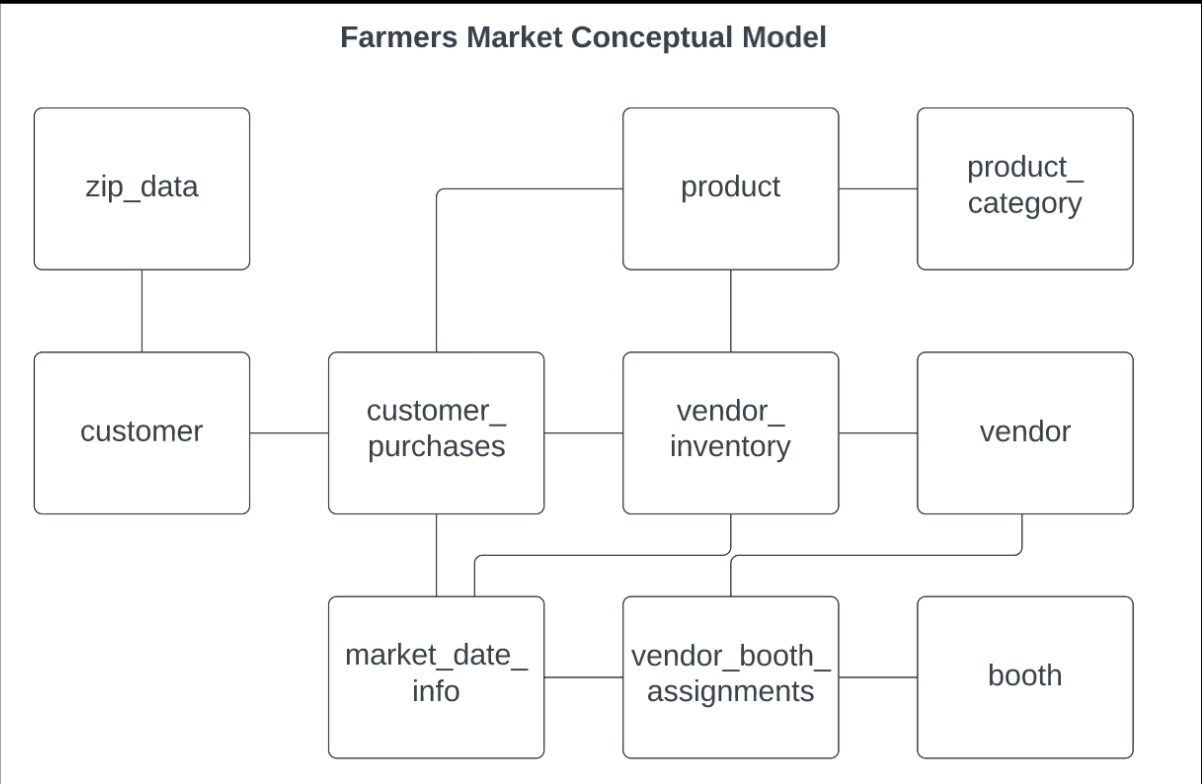 Farmers Market Conceptual Model
zip_data
product
product_
category
customer
customer_
purchases
vendor_
inventory
vendor
market_date_
info
vendor_booth_
assignments
booth